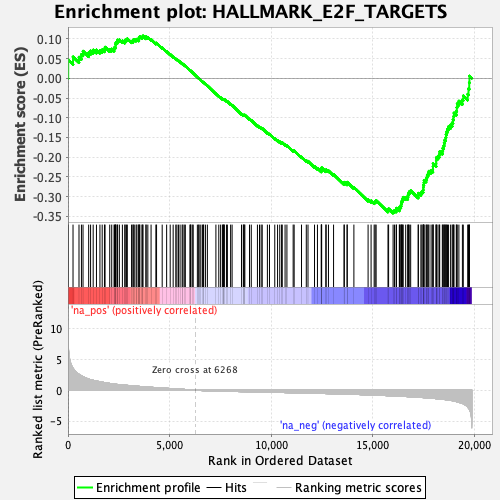 Enrichment plot: HALLMARK_E2F_TARGETS
Enrichment score (ES)
0.10
0.05
0.00
-0.05
-0.10
-0.15
-0.20
-0.25
-0.30
-0.35
'na_pos' (positively correlated)
Ranked list metric (PreRanked)
10
5
0
-5
Zero cross at 6268
'na_neg' (negatively correlated)
0
5,000
10,000
15,000
20,000
Rank in Ordered Dataset
Enrichment profile
Hits
Ranking metric scores